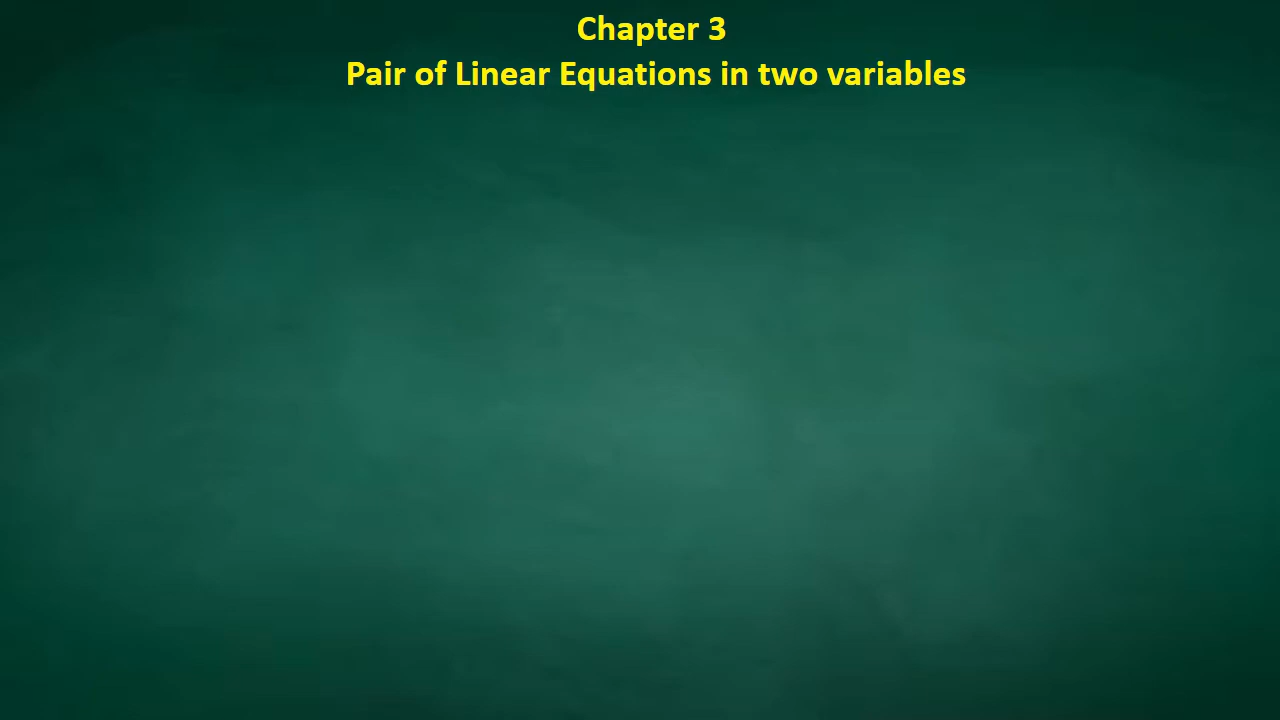 Chapter 3
Pair of Linear Equations in two variables